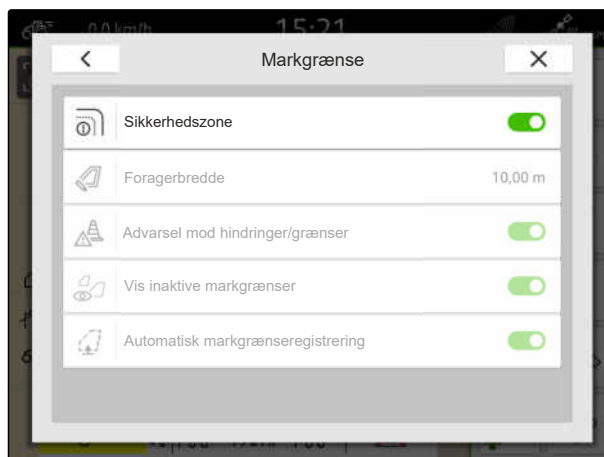 0.0 km/h 15:21
Markgrænse
Sikkerhedszone
Foragerbredde 10,00 m
Advarsel mod hindringer/grænser
Vis inaktive markgrænser
Automatisk markgrænseregistrering